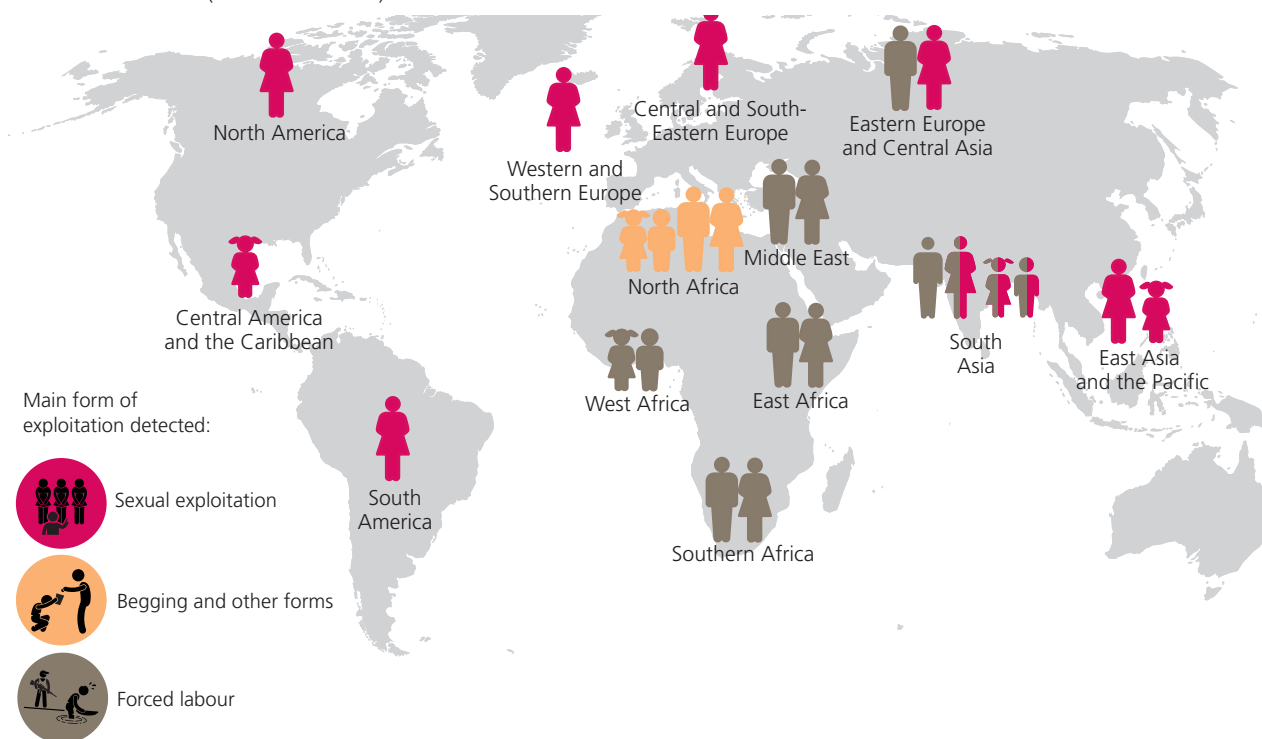 North America
Central and South-
Eastern Europe
Eastern Europe
and Central Asia
Western and
Southern Europe
Middle East
North Africa
Central America
and the Caribbean
South
Asia
East Asia
and the Pacific
West Africa
East Africa
South
America
Southern Africa
Main form of
exploitation detected:
Sexual exploitation
Begging and other forms
Forced labour